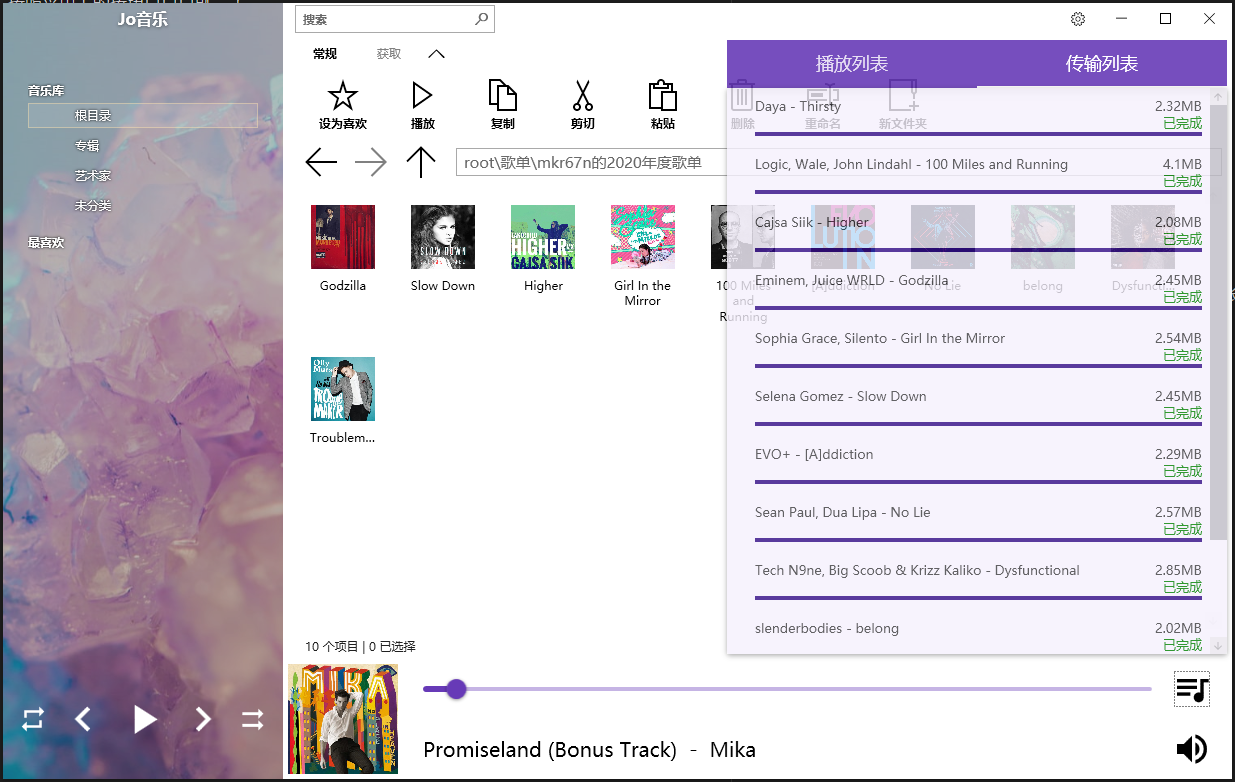 Jo音乐
搜索
常规 获取
音乐库
根目录
专辑
艺术家
未分类
最喜欢
设为喜欢 播放 复制 剪切 粘贴 删除 重命名 新文件夹
root\歌单\mkr67n的2020年度歌单
Godzilla
Slow Down
Higher
Girl In the
Mirror
100 Miles
and
Running
[A]ddiction
No Lie
belong
Dysfuncti...
Troublem...
播放列表 传输列表
Daya - Thirsty 2.32MB
已完成
Logic, Wale, John Lindahl - 100 Miles and Running 4.1MB
已完成
Cajsa Siik - Higher 2.08MB
已完成
Eminem, Juice WRLD - Godzilla 2.45MB
已完成
Sophia Grace, Silento - Girl In the Mirror 2.54MB
已完成
Selena Gomez - Slow Down 2.45MB
已完成
EVO+ - [A]ddiction 2.29MB
已完成
Sean Paul, Dua Lipa - No Lie 2.57MB
已完成
Tech N9ne, Big Scoob & Krizz Kaliko - Dysfunctional 2.85MB
已完成
slenderbodies - belong 2.02MB
已完成
10 个项目 | 0 已选择
MIKA
Promiseland (Bonus Track) - Mika